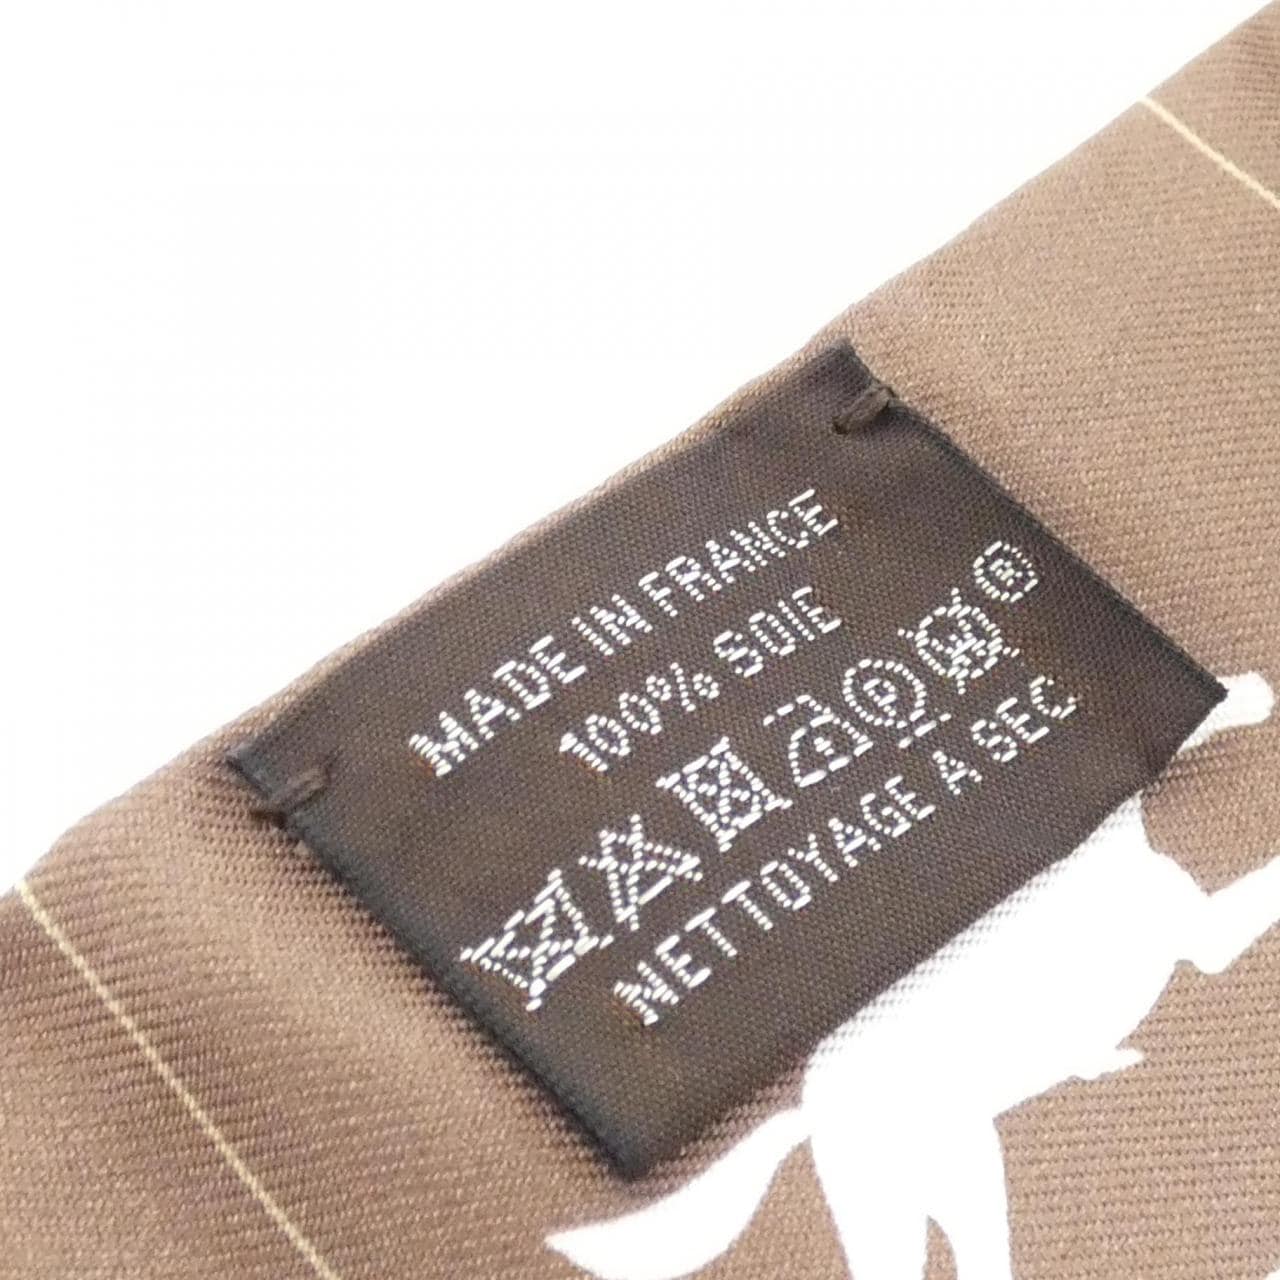 MADE IN FRANCE
100% SOIE
P W ®
NETTOYAGE A SEC